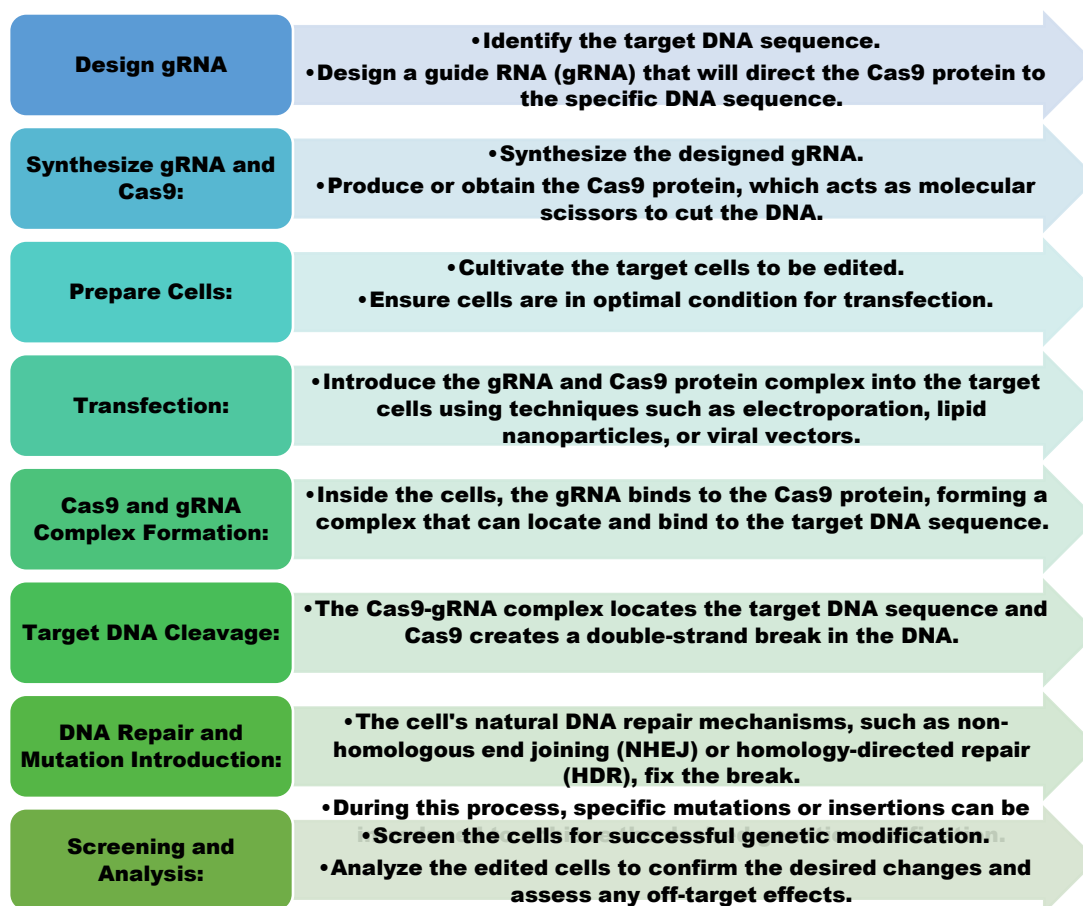 Design gRNA
•Identify the target DNA sequence.
•Design a guide RNA (gRNA) that will direct the Cas9 protein to
the specific DNA sequence.
Synthesize gRNA and
Cas9:
•Synthesize the designed gRNA.
•Produce or obtain the Cas9 protein, which acts as molecular
scissors to cut the DNA.
Prepare Cells:
•Cultivate the target cells to be edited.
•Ensure cells are in optimal condition for transfection.
Transfection:
•Introduce the gRNA and Cas9 protein complex into the target
cells using techniques such as electroporation, lipid
nanoparticles, or viral vectors.
Cas9 and gRNA
Complex Formation:
•Inside the cells, the gRNA binds to the Cas9 protein, forming a
complex that can locate and bind to the target DNA sequence.
Target DNA Cleavage:
•The Cas9-gRNA complex locates the target DNA sequence and
Cas9 creates a double-strand break in the DNA.
DNA Repair and
Mutation Introduction:
•The cell's natural DNA repair mechanisms, such as non-
homologous end joining (NHEJ) or homology-directed repair
(HDR), fix the break.
•During this process, specific mutations or insertions can be
Screening and
Analysis:
•Screen the cells for successful genetic modification.
•Analyze the edited cells to confirm the desired changes and
assess any off-target effects.